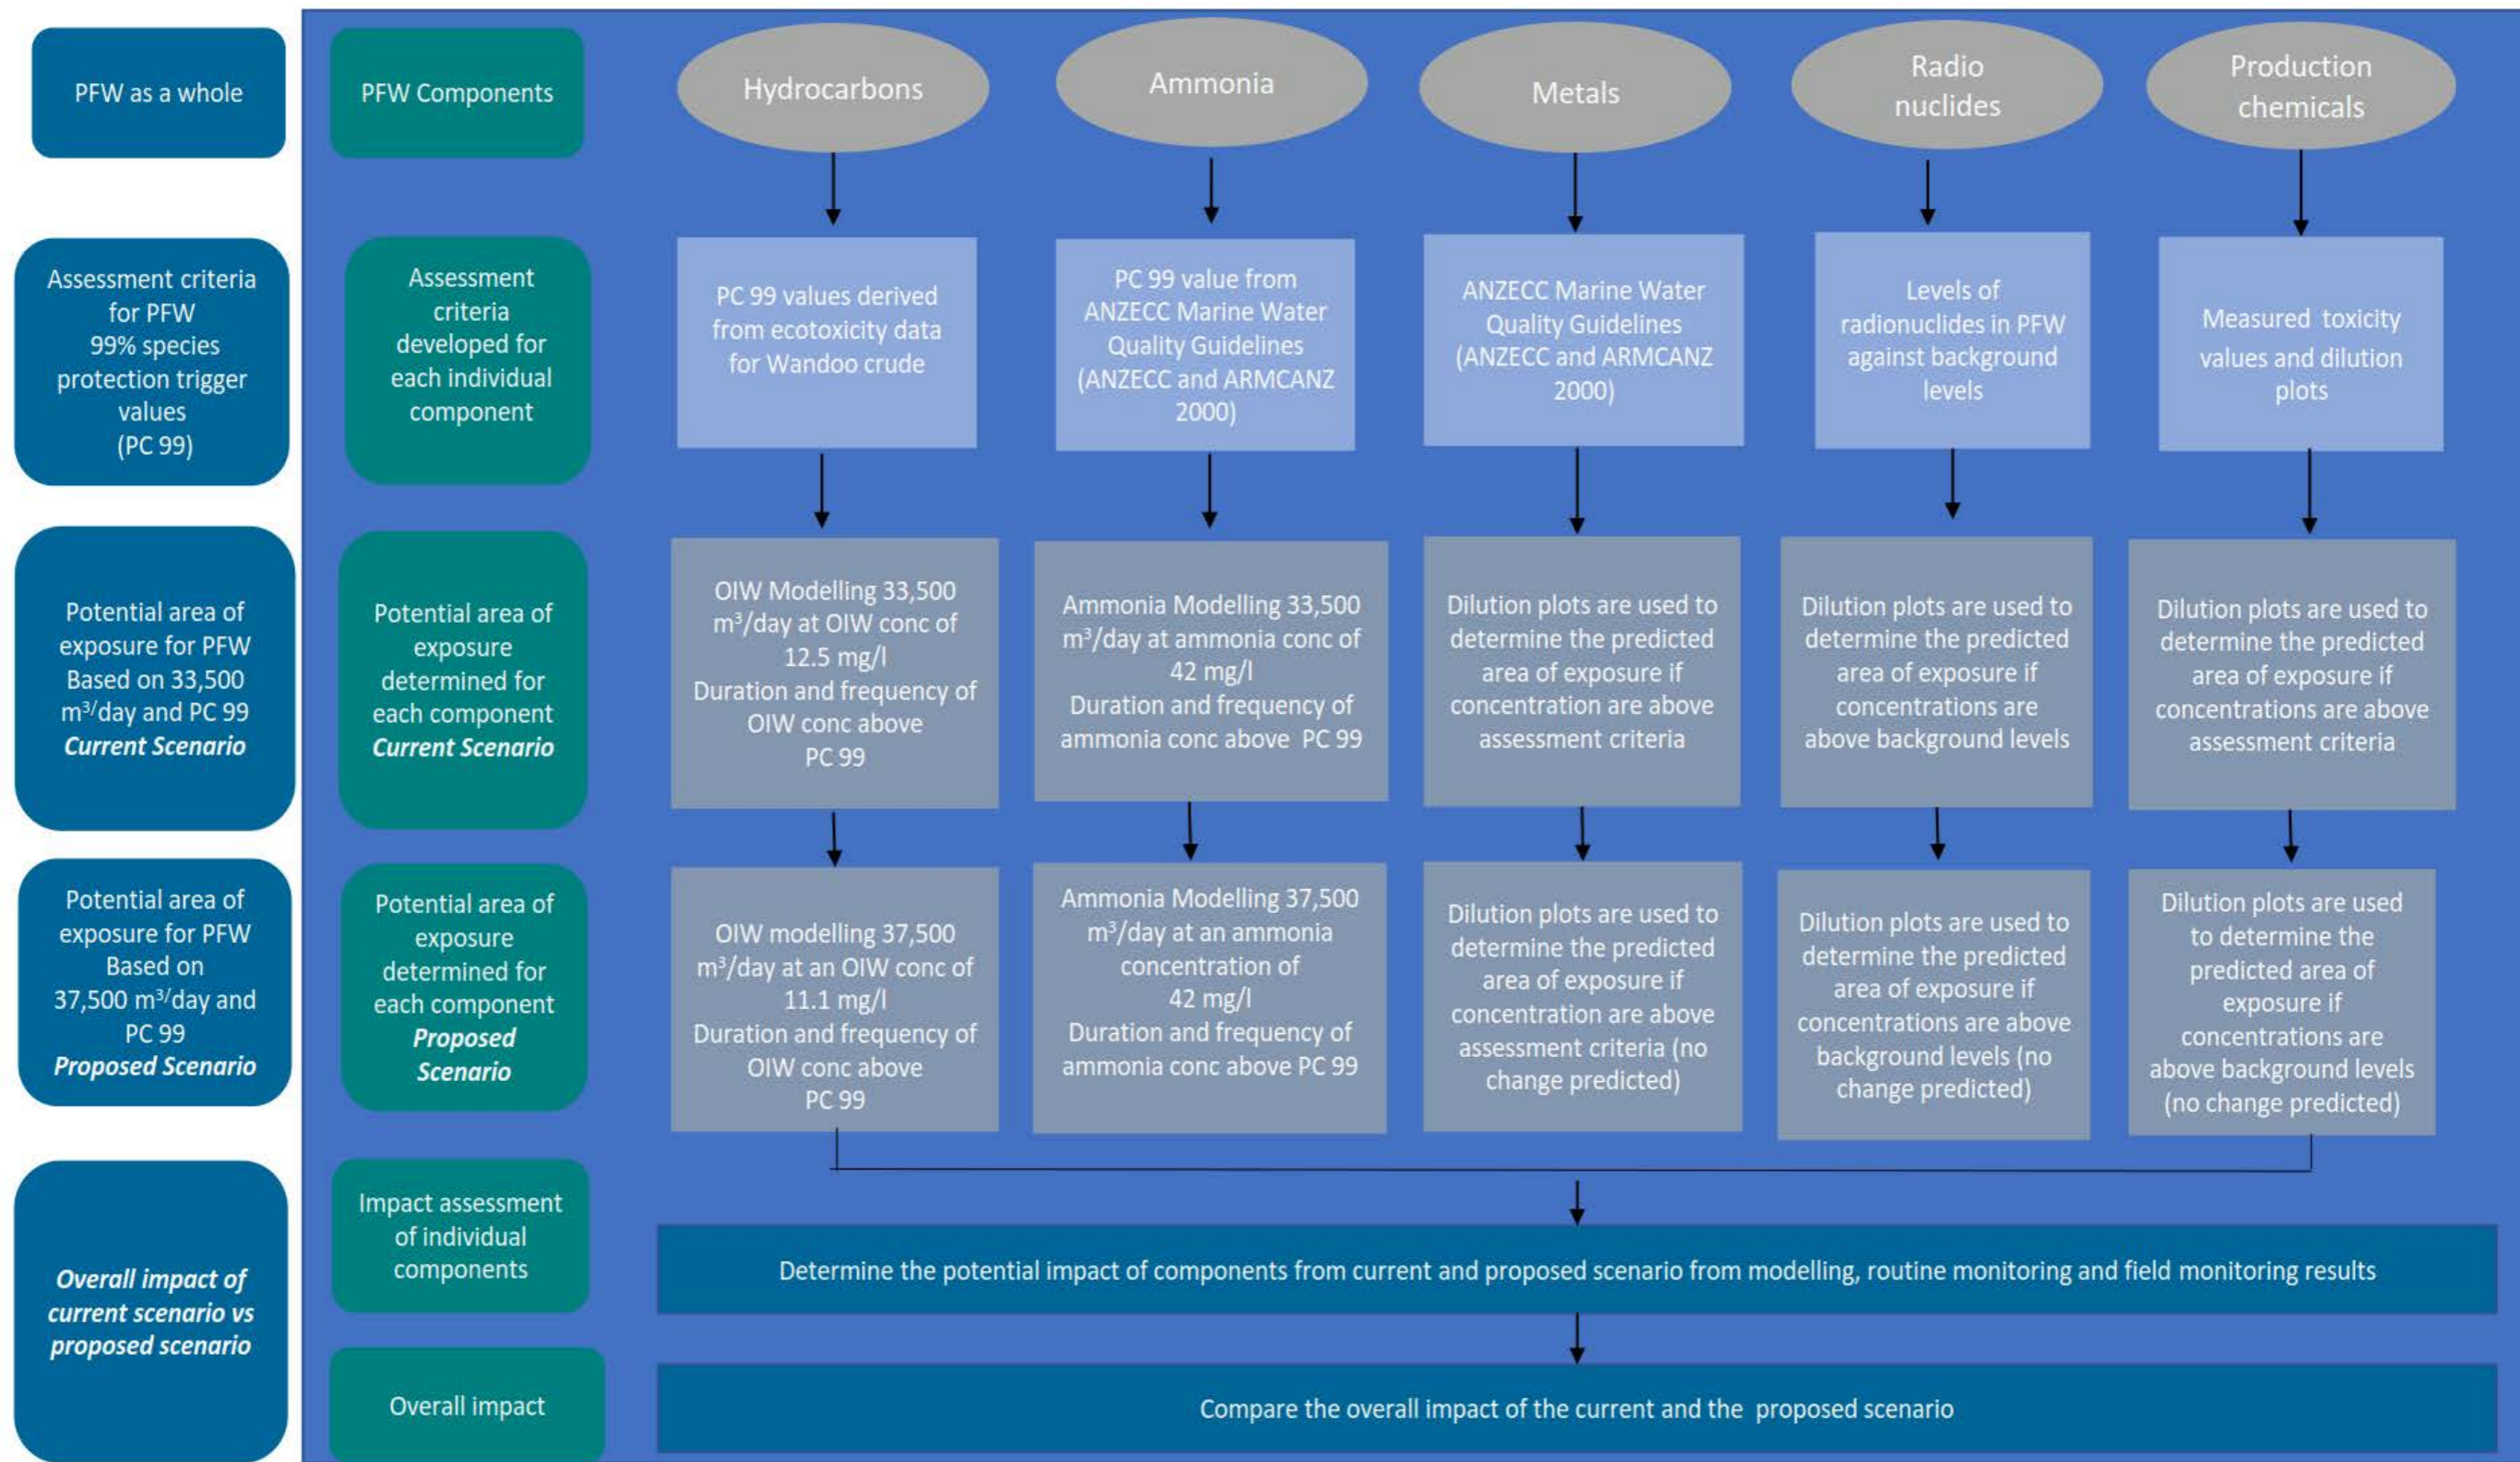 PFW as a whole
PFW Components
Hydrocarbons
Ammonia
Metals
Radio
nuclides
Production
chemicals
Assessment criteria
for PFW
99% species
protection trigger
values
(PC 99)
Assessment
criteria
developed for
each individual
component
PC 99 values derived
from ecotoxicity data
for Wandoo crude
PC 99 value from
ANZECC Marine Water
Quality Guidelines
(ANZECC and ARMCANZ
2000)
ANZECC Marine Water
Quality Guidelines
(ANZECC and ARMCANZ
2000)
Levels of
radionuclides in PFW
against background
levels
Measured toxicity
values and dilution
plots
Potential area of
exposure for PFW
Based on 33,500
m³/day and PC 99
Current Scenario
Potential area of
exposure
determined for
each component
Current Scenario
OIW Modelling 33,500
m³/day at OIW conc of
12.5 mg/l
Duration and frequency of
OIW conc above
PC 99
Ammonia Modelling 33,500
m³/day at ammonia conc of
42 mg/l
Duration and frequency of
ammonia conc above PC 99
Dilution plots are used to
determine the predicted
area of exposure if
concentration are above
assessment criteria
Dilution plots are used to
determine the predicted
area of exposure if
concentrations are
above background levels
Dilution plots are used to
determine the predicted
area of exposure if
concentrations are above
assessment criteria
Potential area of
exposure for PFW
Based on
37,500 m³/day and
PC 99
Proposed Scenario
Potential area of
exposure
determined for
each component
Proposed
Scenario
OIW modelling 37,500
m³/day at an OIW conc of
11.1 mg/l
Duration and frequency of
OIW conc above
PC 99
Ammonia Modelling 37,500
m³/day at an ammonia
concentration of
42 mg/l
Duration and frequency of
ammonia conc above PC 99
Dilution plots are used to
determine the predicted
area of exposure if
concentration are above
assessment criteria (no
change predicted)
Dilution plots are used to
determine the predicted
area of exposure if
concentrations are above
background levels (no
change predicted)
Dilution plots are used
to determine the
predicted area of
exposure if
concentrations are
above background levels
(no change predicted)
Overall impact of
current scenario vs
proposed scenario
Impact assessment
of individual
components
Determine the potential impact of components from current and proposed scenario from modelling, routine monitoring and field monitoring results
Overall impact
Compare the overall impact of the current and the proposed scenario